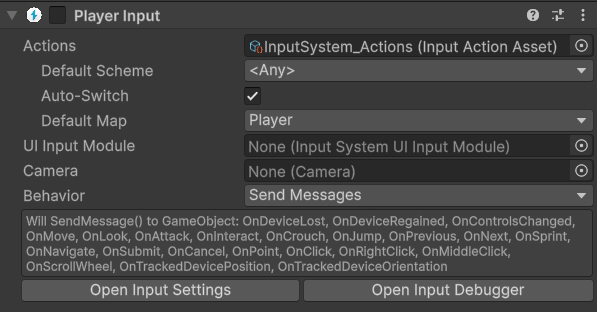 Player Input
Actions InputSystem_Actions (Input Action Asset)
Default Scheme <Any>
Auto-Switch
Default Map Player
UI Input Module None (Input System UI Input Module)
Camera None (Camera)
Behavior Send Messages
Will SendMessage() to GameObject: OnDeviceLost, OnDeviceRegained, OnControlsChanged,
OnMove, OnLook, OnAttack, OnInteract, OnCrouch, OnJump, OnPrevious, OnNext, OnSprint,
OnNavigate, OnSubmit, OnCancel, OnPoint, OnClick, OnRightClick, OnMiddleClick,
OnScrollWheel, OnTrackedDevicePosition, OnTrackedDeviceOrientation
Open Input Settings Open Input Debugger